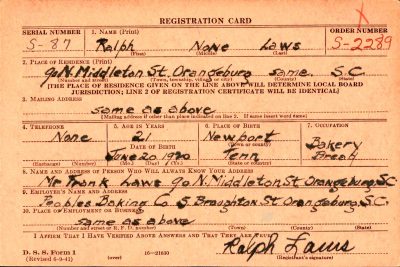 REGISTRATION CARD
SERIAL NUMBER 1. NAME (Print) ORDER NUMBER
S-87 Ralph None Laws S-2289
(First) (Middle) (Last)
2. PLACE OF RESIDENCE (Print)
90 N. Middleton St. Orangeburg same. S.C
(Number and street) (Town, township, village or city) (County) (State)
[THE PLACE OF RESIDENCE GIVEN ON THE LINE ABOVE WILL DETERMINE LOCAL BOARD
JURISDICTION; LINE 2 OF REGISTRATION CERTIFICATE WILL BE IDENTICAL]
3. MAILING ADDRESS
same as above
[Mailing address if other than place indicated on line 2. If same insert word same]
4. TELEPHONE 5. AGE IN YEARS 6. PLACE OF BIRTH 7. OCCUPATION
None 21 Newport Bakery
DATE OF BIRTH (Town or county)
June 20 1920 Tenn Bread
(Exchange) (Number) (Mo.) (Day) (Yr.) (State or country)
8. NAME AND ADDRESS OF PERSON WHO WILL ALWAYS KNOW YOUR ADDRESS
Mr Frank Laws 90 N. Middleton St Orangeburg, S.C.
9. EMPLOYER'S NAME AND ADDRESS
Peoples Baking Co S. Broughton St Orangeburg, S.C.
10. PLACE OF EMPLOYMENT OR BUSINESS
same as above
(Number and street or R. F. D. number) (Town) (County) (State)
I AFFIRM THAT I HAVE VERIFIED ABOVE ANSWERS AND THAT THEY ARE TRUE.
Ralph Laws
D. S. S. Form 1 (over) 16—21630 (Registrant's signature)
(Revised 6-9-41)